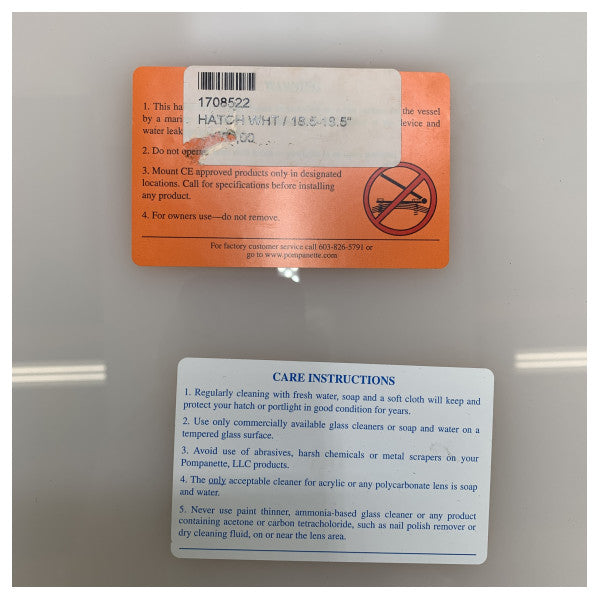 1708522
HATCH WHT / 18.5-19.5"
1. This ha the vessel
by a mari device and
water leak
2. Do not oper
3. Mount CE approved products only in designated
locations. Call for specifications before installing
any product.
4. For owners use—do not remove.
For factory customer service call 603-826-5791 or
go to www.pompanette.com
CARE INSTRUCTIONS
1. Regularly cleaning with fresh water, soap and a soft cloth will keep and
protect your hatch or portlight in good condition for years.
2. Use only commercially available glass cleaners or soap and water on a
tempered glass surface.
3. Avoid use of abrasives, harsh chemicals or metal scrapers on your
Pompanette, LLC products.
4. The only acceptable cleaner for acrylic or any polycarbonate lens is soap
and water.
5. Never use paint thinner, ammonia-based glass cleaner or any product
containing acetone or carbon tetracholoride, such as nail polish remover or
dry cleaning fluid, on or near the lens area.